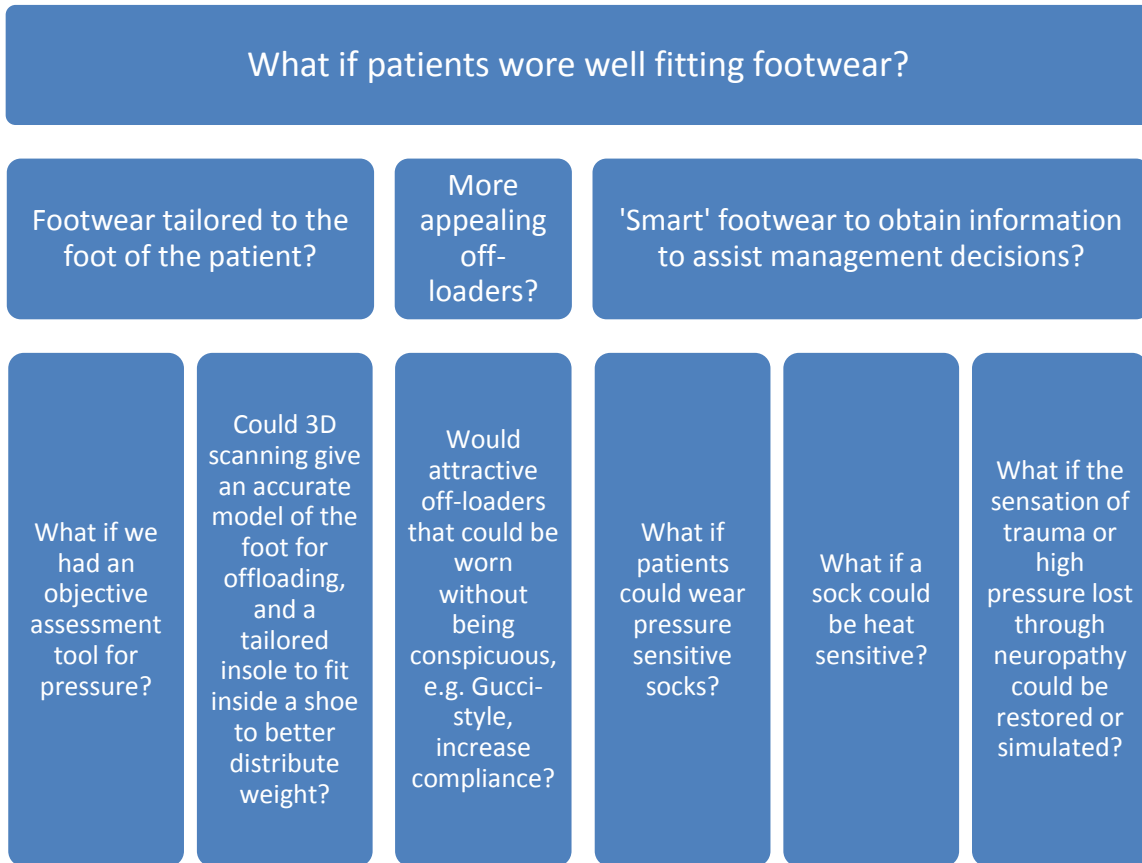 What if patients wore well fitting footwear?
Footwear tailored to the
foot of the patient?
More
appealing
off-
loaders?
'Smart' footwear to obtain information
to assist management decisions?
What if we
had an
objective
assessment
tool for
pressure?
Could 3D
scanning give
an accurate
model of the
foot for
offloading,
and a
tailored
insole to fit
inside a shoe
to better
distribute
weight?
Would
attractive
off-loaders
that could be
worn
without
being
conspicuous,
e.g. Gucci-
style,
increase
compliance?
What if
patients
could wear
pressure
sensitive
socks?
What if a
sock could
be heat
sensitive?
What if the
sensation of
trauma or
high
pressure lost
through
neuropathy
could be
restored or
simulated?